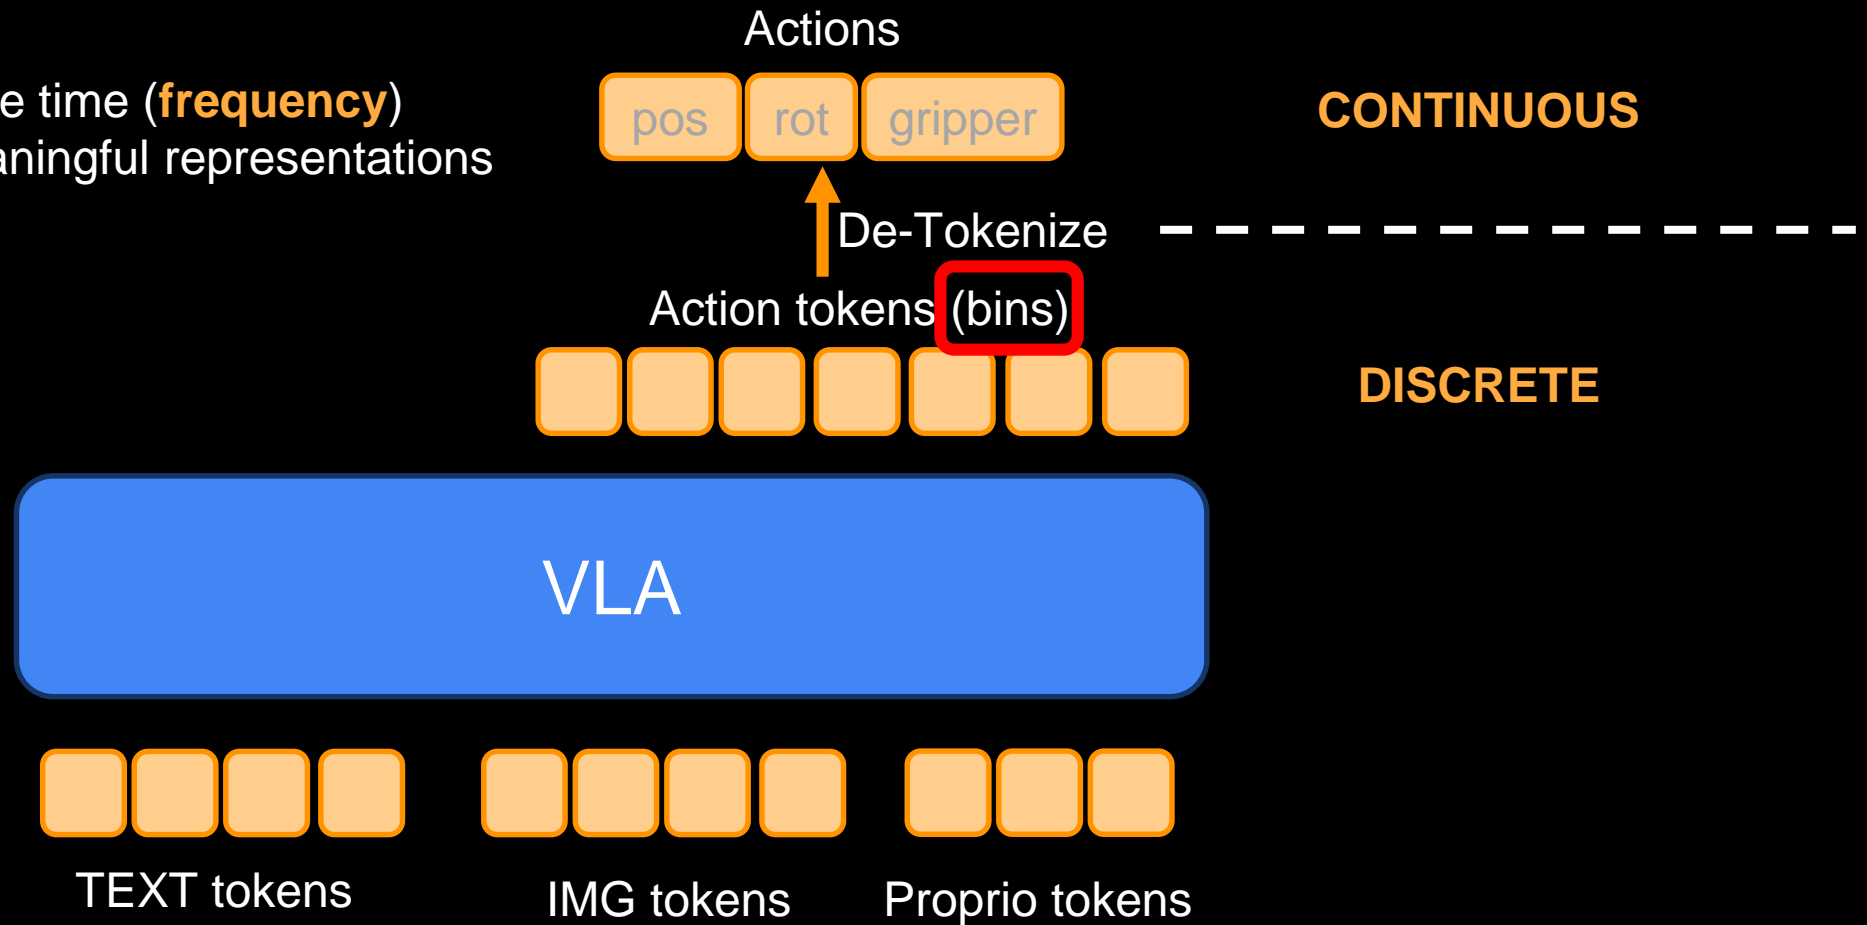 Actions
e time (frequency)
pos rot gripper
CONTINUOUS
aningful representations
De-Tokenize
Action tokens (bins)
DISCRETE
VLA
TEXT tokens
IMG tokens
Proprio tokens